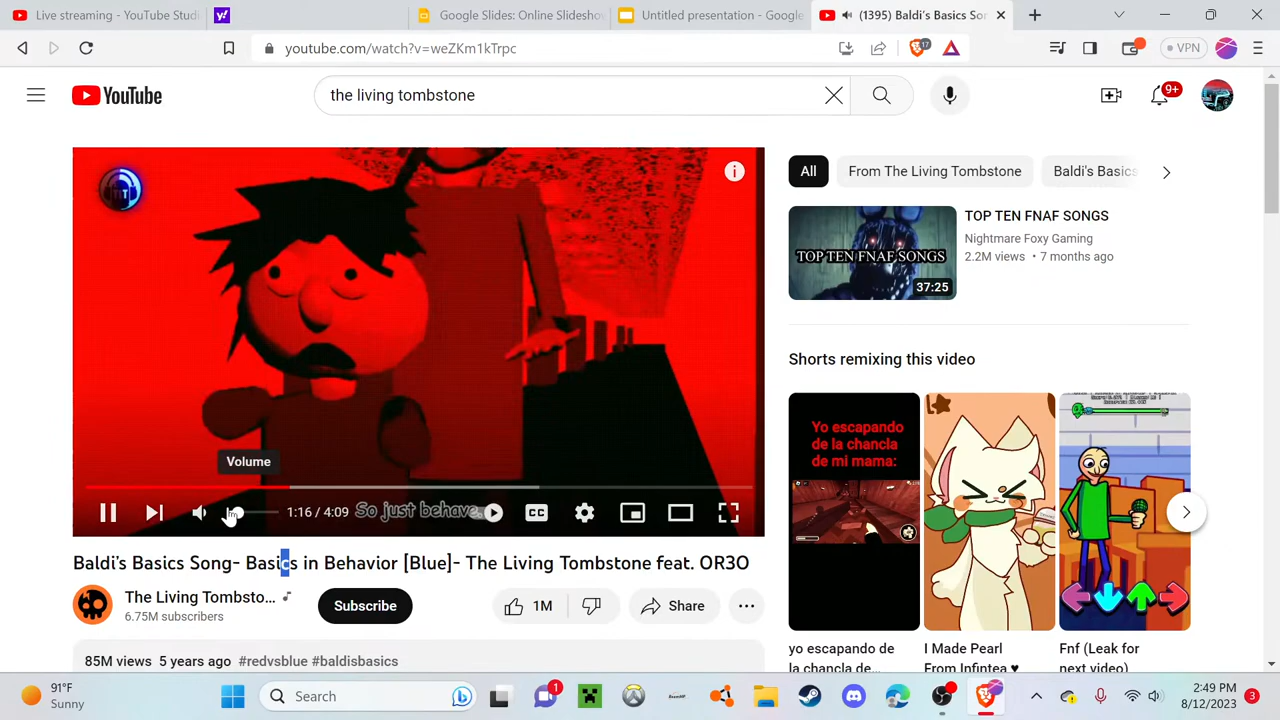 Live streaming - YouTube Studi
Google Slides: Online Slideshow
Untitled presentation - Google
(1395) Baldi's Basics Son
youtube.com/watch?v=weZKm1kTrpc
17
VPN
YouTube
the living tombstone
9+
All
From The Living Tombstone
Baldi's Basics
TOP TEN FNAF SONGS
37:25
TOP TEN FNAF SONGS
Nightmare Foxy Gaming
2.2M views • 7 months ago
Volume
1:16 / 4:09
So just behave
CC
Baldi's Basics Song- Basics in Behavior [Blue]- The Living Tombstone feat. OR3O
The Living Tombsto...
6.75M subscribers
Subscribe
1M
Share
85M views 5 years ago #redvsblue #baldisbasics
Shorts remixing this video
Yo escapando
de la chancla
de mi mama:
yo escapando de
la chancla de...
I Made Pearl
From Infintea ♥
Fnf (Leak for
next video)
91°F
Sunny
Search
1
2:49 PM
8/12/2023
3